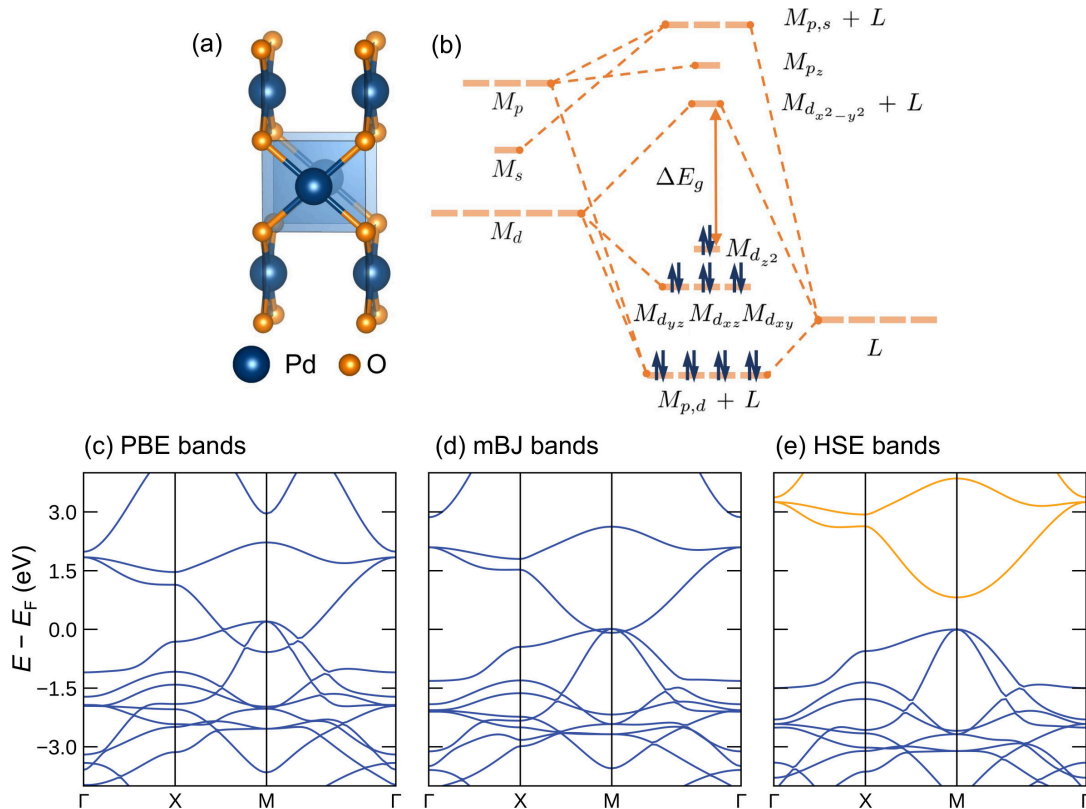 (a)
Pd
O
(b)
M_{p,s} + L
M_{p_z}
M_p
M_{d_{x^2-y^2}} + L
M_s
ΔE_g
M_d
M_{d_{z^2}}
M_{d_{yz}} M_{d_{xz}} M_{d_{xy}}
L
M_{p,d} + L
(c) PBE bands
(d) mBJ bands
(e) HSE bands
E − E_F (eV)
3.0
1.5
0.0
−1.5
−3.0
Γ X M Γ
Γ X M Γ
Γ X M Γ